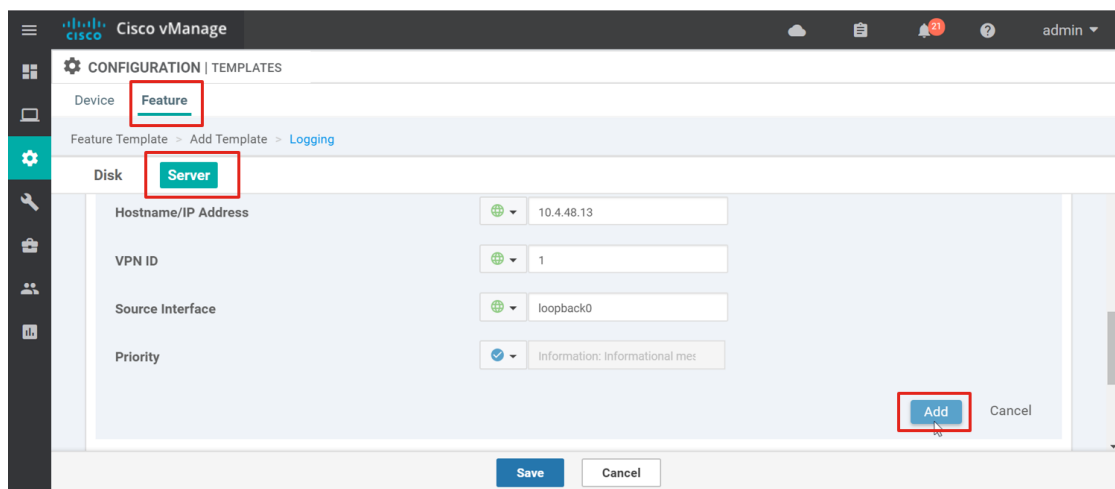 CISCO Cisco vManage 21 admin
CONFIGURATION | TEMPLATES
Device Feature
Feature Template > Add Template > Logging
Disk Server
Hostname/IP Address 10.4.48.13
VPN ID 1
Source Interface loopback0
Priority Information: Informational mes
Add Cancel
Save Cancel